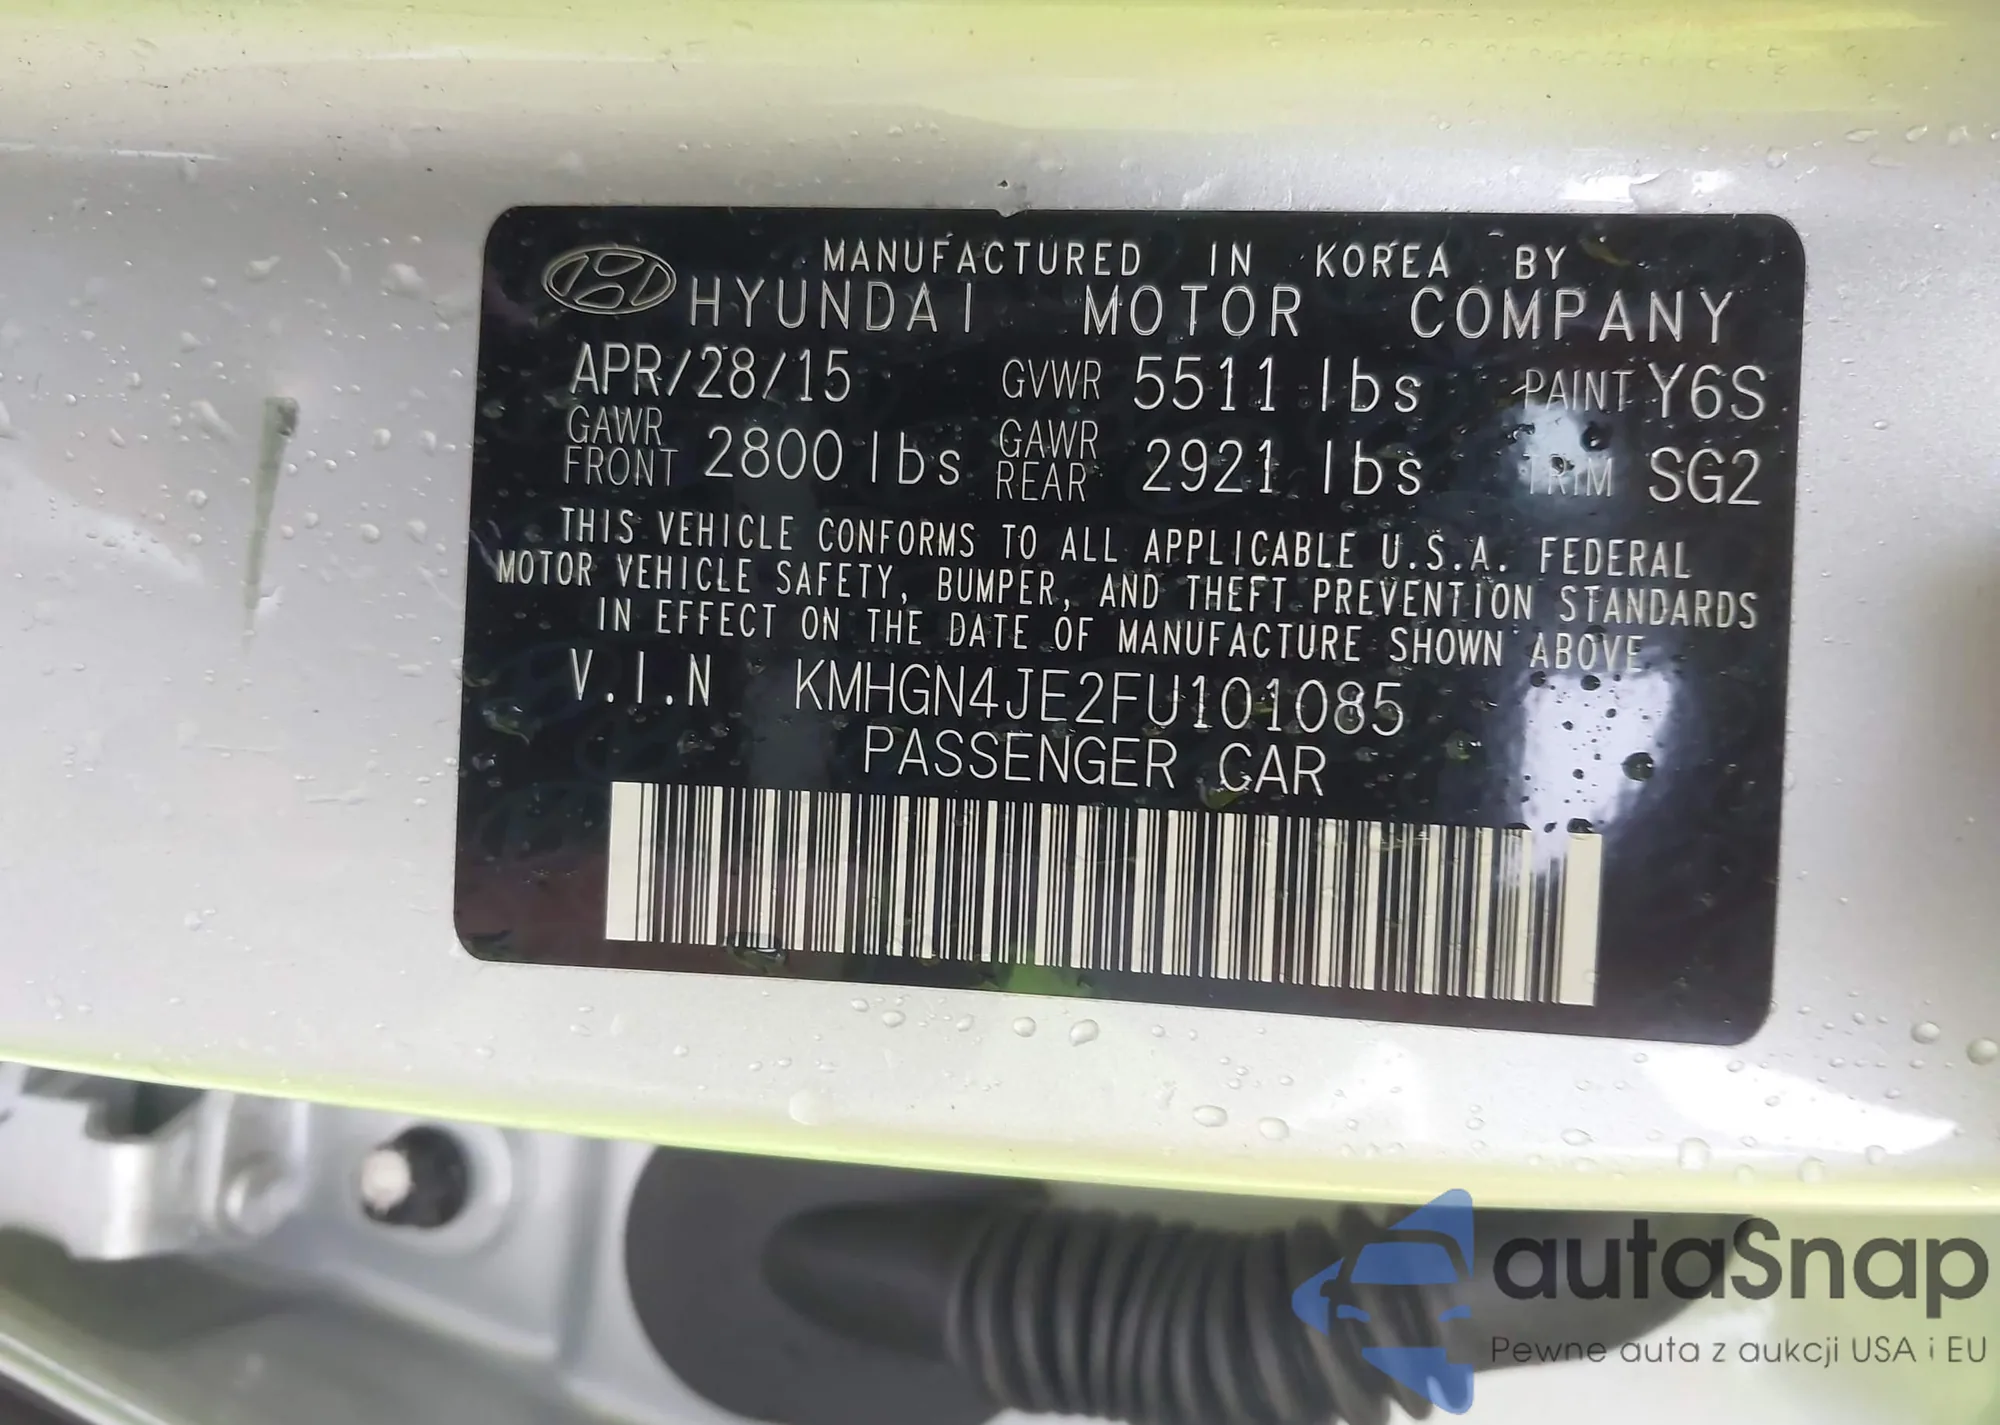 MANUFACTURED IN KOREA BY
HYUNDAI MOTOR COMPANY
APR/28/15 GVWR 5511 lbs PAINT Y6S
GAWR FRONT 2800 lbs GAWR REAR 2921 lbs TRIM SG2
THIS VEHICLE CONFORMS TO ALL APPLICABLE U.S.A. FEDERAL
MOTOR VEHICLE SAFETY, BUMPER, AND THEFT PREVENTION STANDARDS
IN EFFECT ON THE DATE OF MANUFACTURE SHOWN ABOVE.
V.I.N KMHGN4JE2FU101085
PASSENGER CAR
autaSnap
Pewne auta z aukcji USA i EU